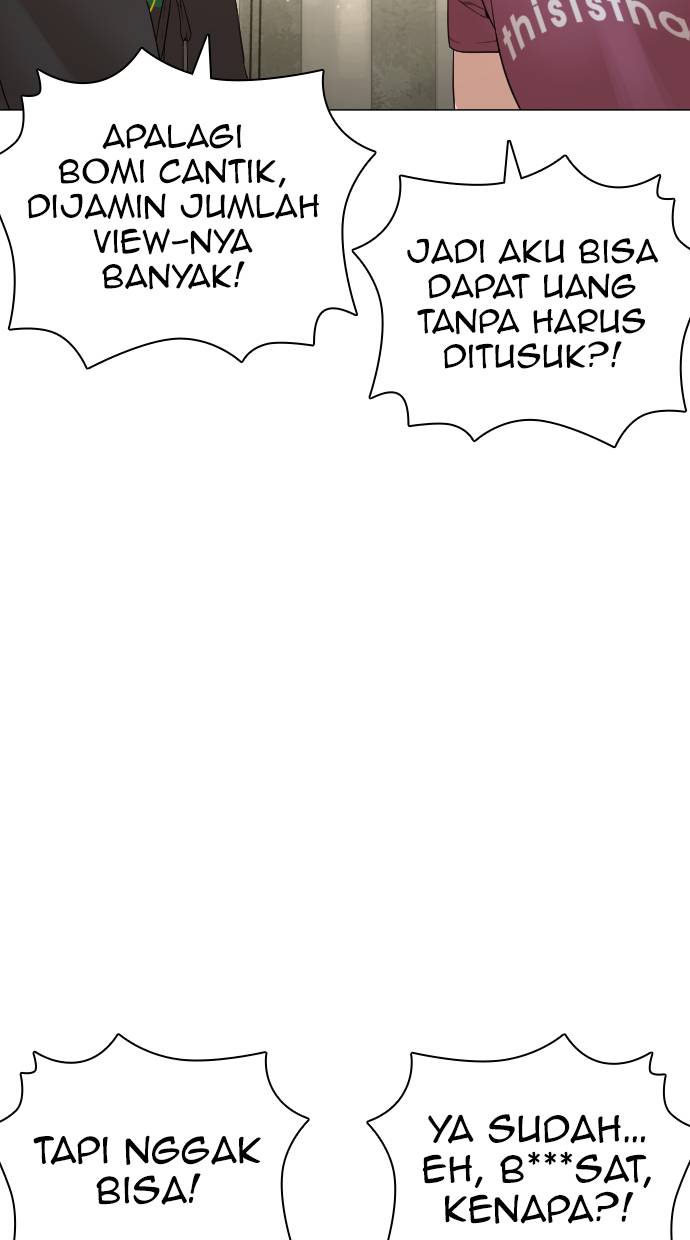 thisistha
APALAGI
BOMI CANTIK,
DIJAMIN JUMLAH
VIEW-NYA
BANYAK!
JADI AKU BISA
DAPAT UANG
TANPA HARUS
DITUSUK?!
TAPI NGGAK
BISA!
YA SUDAH...
EH, B***SAT,
KENAPA?!